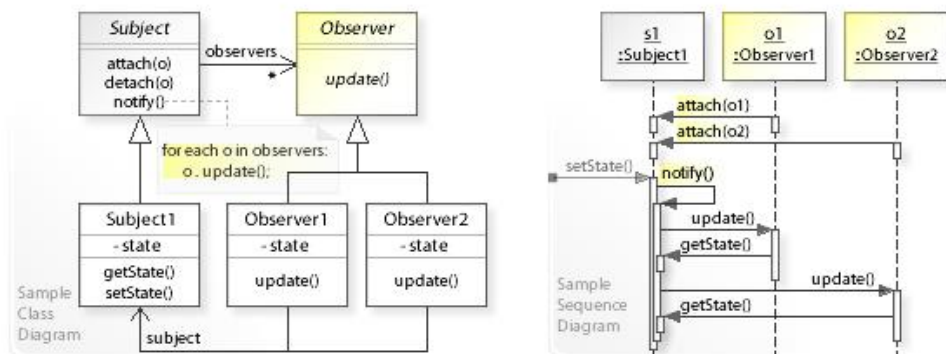 Subject
attach(o)
detach(o)
notify()
observers
*
Observer
update()
for each o in observers:
o . update();
Subject1
- state
getState()
setState()
Observer1
- state
update()
Observer2
- state
update()
subject
Sample
Class
Diagram
s1
:Subject1
o1
:Observer1
o2
:Observer2
attach(o1)
attach(o2)
setState()
notify()
update()
getState()
update()
getState()
Sample
Sequence
Diagram